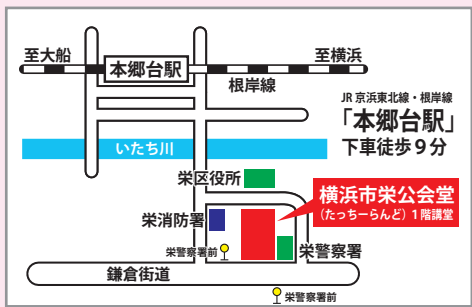 至大船
本郷台駅
至横浜
根岸線
JR 京浜東北線・根岸線
「本郷台駅」
下車徒歩9分
いたち川
栄区役所
横浜市栄公会堂
(たっちーらんど) 1階講堂
栄消防署
栄警察署前
栄警察署
鎌倉街道
栄警察署前